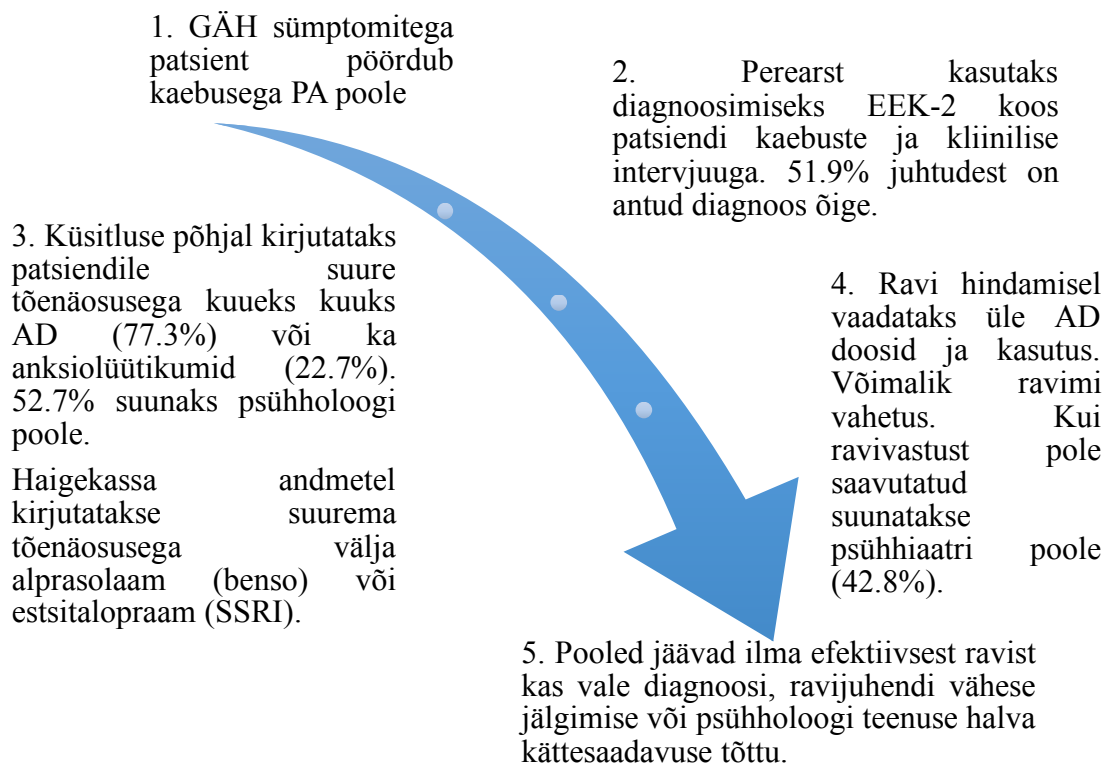 1. GÄH sümptomitega
patsient pöördub
kaebusega PA poole
2. Perearst kasutaks
diagnoosimiseks EEK-2 koos
patsiendi kaebuste ja kliinilise
intervjuuga. 51.9% juhtudest on
antud diagnoos õige.
3. Küsitluse põhjal kirjutataks
patsiendile suure
tõenäosusega kuueks kuuks
AD (77.3%) või ka
anksiolüütikumid (22.7%).
52.7% suunaks psühholoogi
poole.
Haigekassa andmetel
kirjutatakse suurema
tõenäosusega välja
alprasolaam (benso) või
estsitalopraam (SSRI).
4. Ravi hindamisel
vaadataks üle AD
doosid ja kasutus.
Võimalik ravimi
vahetus. Kui
ravivastust pole
saavutatud
suunatakse
psühhiaatri poole
(42.8%).
5. Pooled jäävad ilma efektiivsest ravist
kas vale diagnoosi, ravijuhendi vähese
jälgimise või psühholoogi teenuse halva
kättesaadavuse tõttu.